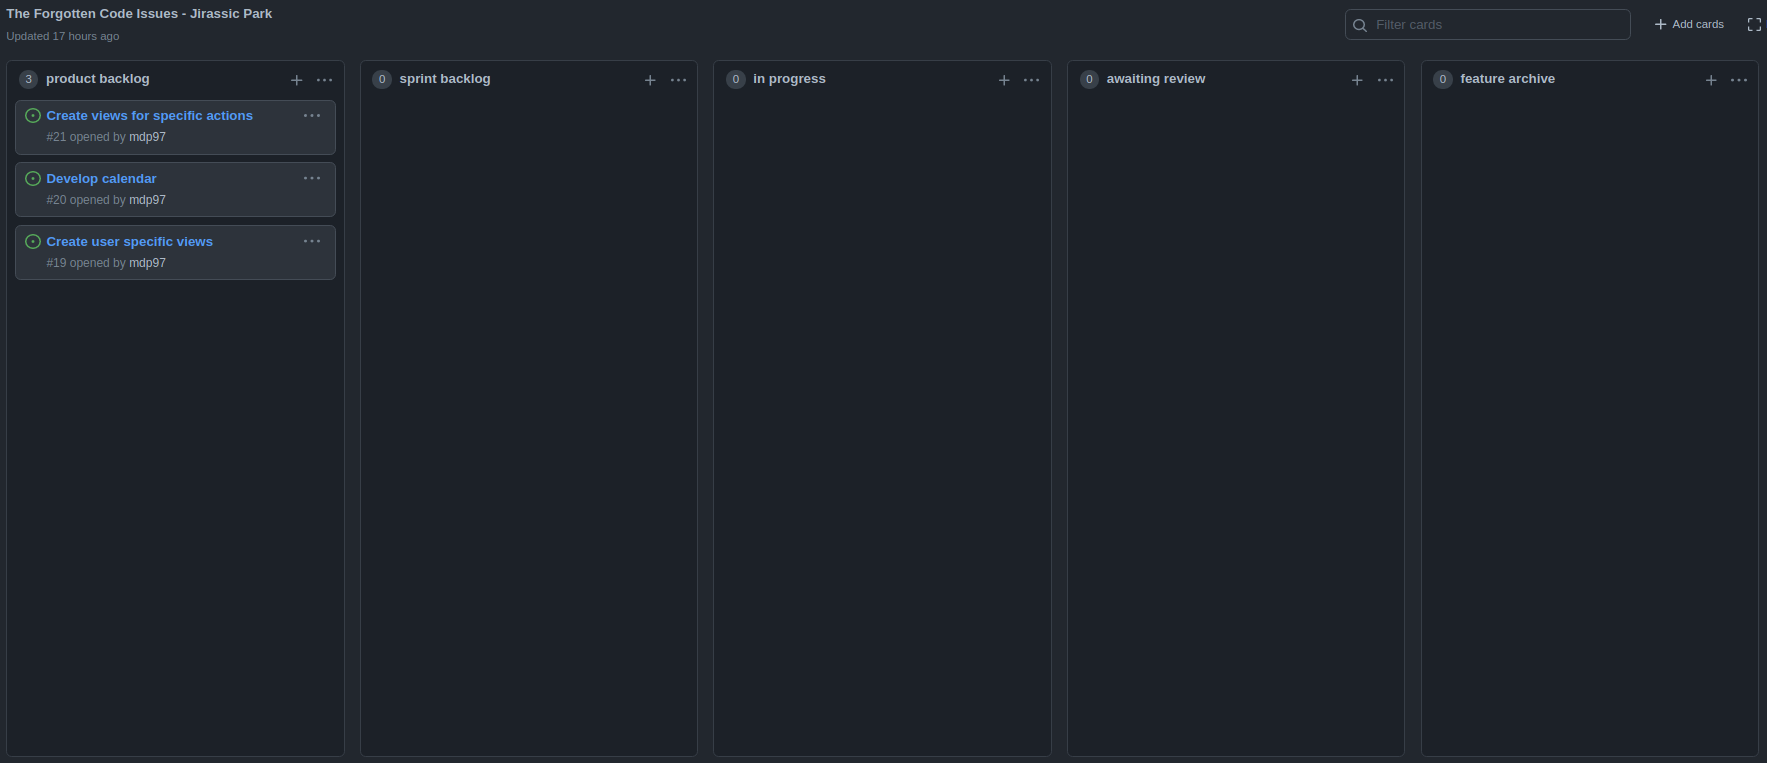 The Forgotten Code Issues - Jirassic Park
Updated 17 hours ago
Filter cards
Add cards
3 product backlog
Create views for specific actions
#21 opened by mdp97
Develop calendar
#20 opened by mdp97
Create user specific views
#19 opened by mdp97
0 sprint backlog
0 in progress
0 awaiting review
0 feature archive